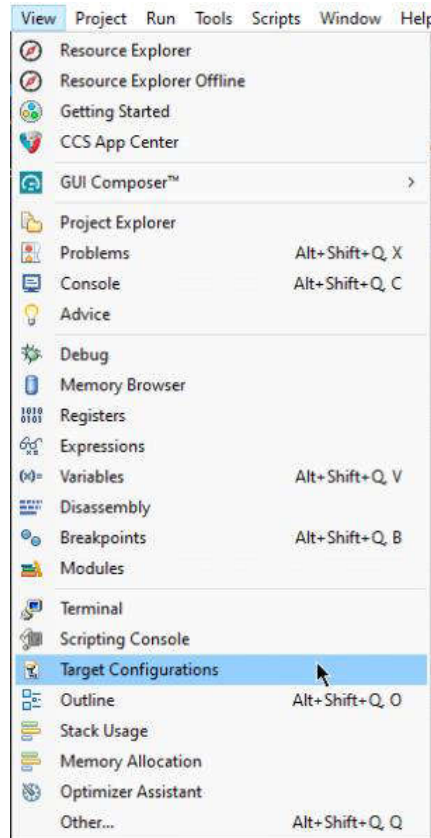 View Project Run Tools Scripts Window Help
Resource Explorer
Resource Explorer Offline
Getting Started
CCS App Center
GUI Composer™ >
Project Explorer
Problems Alt+Shift+Q, X
Console Alt+Shift+Q, C
Advice
Debug
Memory Browser
1010 0101 Registers
Expressions
(x)= Variables Alt+Shift+Q, V
Disassembly
Breakpoints Alt+Shift+Q, B
Modules
Terminal
Scripting Console
Target Configurations
Outline Alt+Shift+Q, O
Stack Usage
Memory Allocation
Optimizer Assistant
Other... Alt+Shift+Q, Q